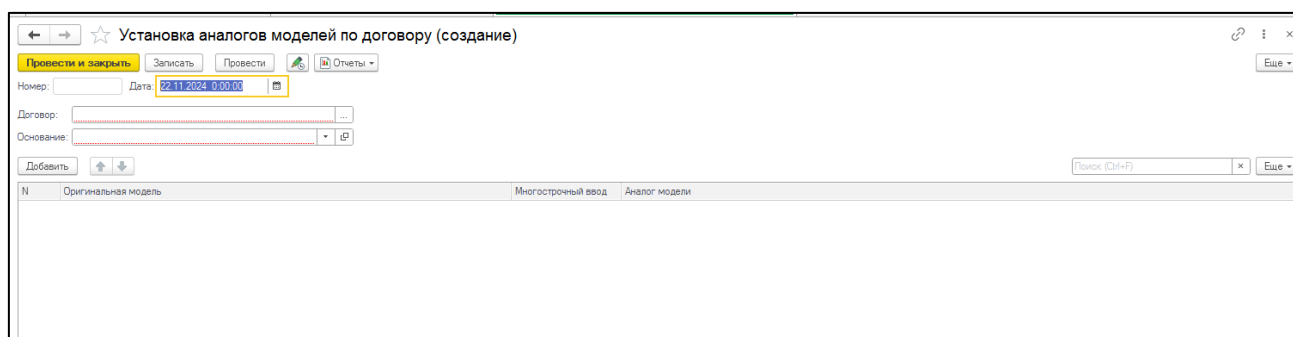 Установка аналогов моделей по договору (создание)
Провести и закрыть Записать Провести Отчеты Еще
Номер: Дата: 22.11.2024 0:00:00
Договор: ...
Основание:
Добавить Поиск (Ctrl+F) × Еще
N Оригинальная модель Многострочный ввод Аналог модели